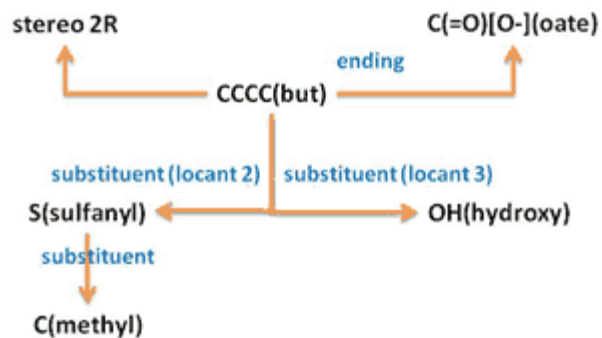 stereo 2R
C(=O)[O-](oate)
ending
CCCC(but)
substituent (locant 2)
substituent (locant 3)
S(sulfanyl)
OH(hydroxy)
substituent
C(methyl)